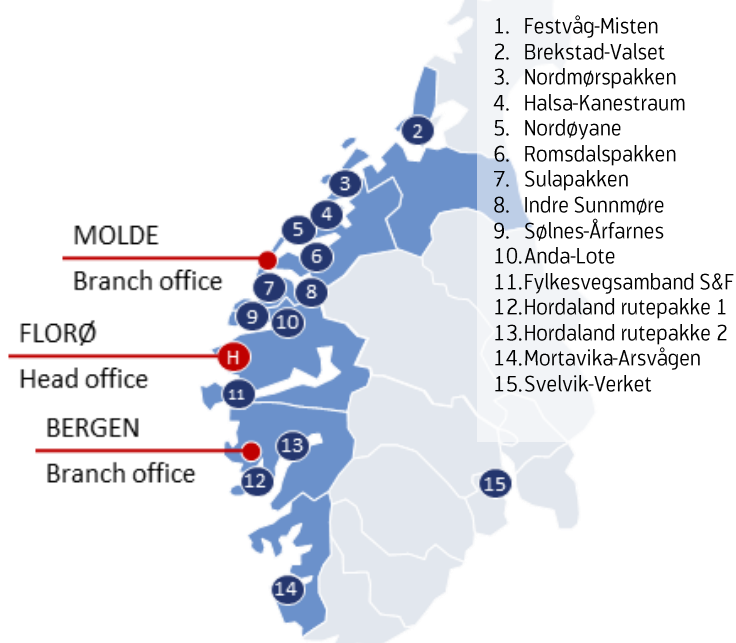 1. Festvåg-Misten
2. Brekstad-Valset
3. Nordmørspakken
4. Halsa-Kanestraum
5. Nordøyane
6. Romsdalspakken
7. Sulapakken
8. Indre Sunnmøre
9. Sølnes-Årfarnes
10.Anda-Lote
11.Fylkesvegsamband S&F
12.Hordaland rutepakke 1
13.Hordaland rutepakke 2
14.Mortavika-Arsvågen
15.Svelvik-Verket
2
3
4
5
6
MOLDE
Branch office
7
8
9
10
FLORØ
H
Head office
11
BERGEN
Branch office
13
12
15
14